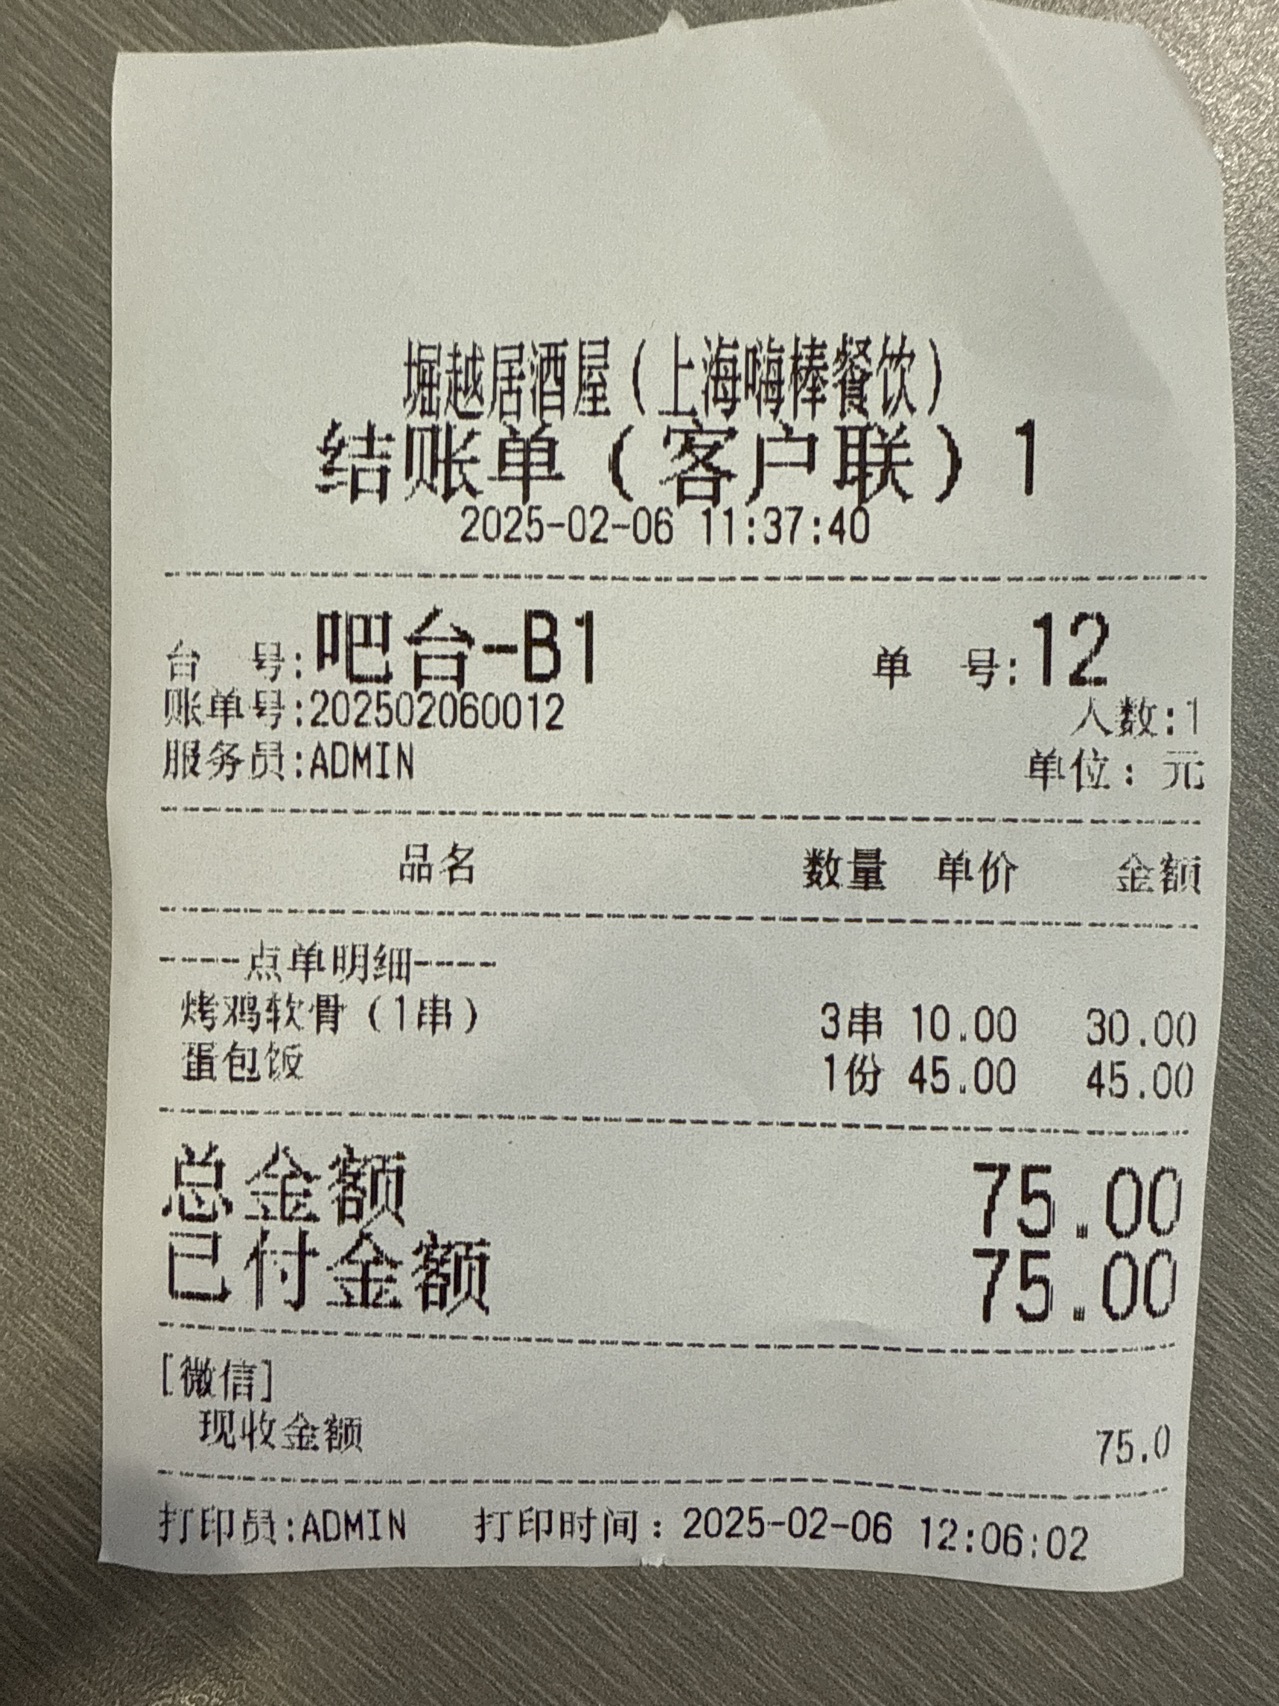 堀越居酒屋(上海嗨棒餐饮)
结账单(客户联)1
2025-02-06 11:37:40
台 号:吧台-B1 单 号:12
账单号:202502060012 人数:1
服务员:ADMIN 单位:元
品名 数量 单价 金额
----点单明细----
烤鸡软骨(1串) 3串 10.00 30.00
蛋包饭 1份 45.00 45.00
总金额 75.00
已付金额 75.00
[微信]
现收金额 75.0
打印员:ADMIN 打印时间:2025-02-06 12:06:02